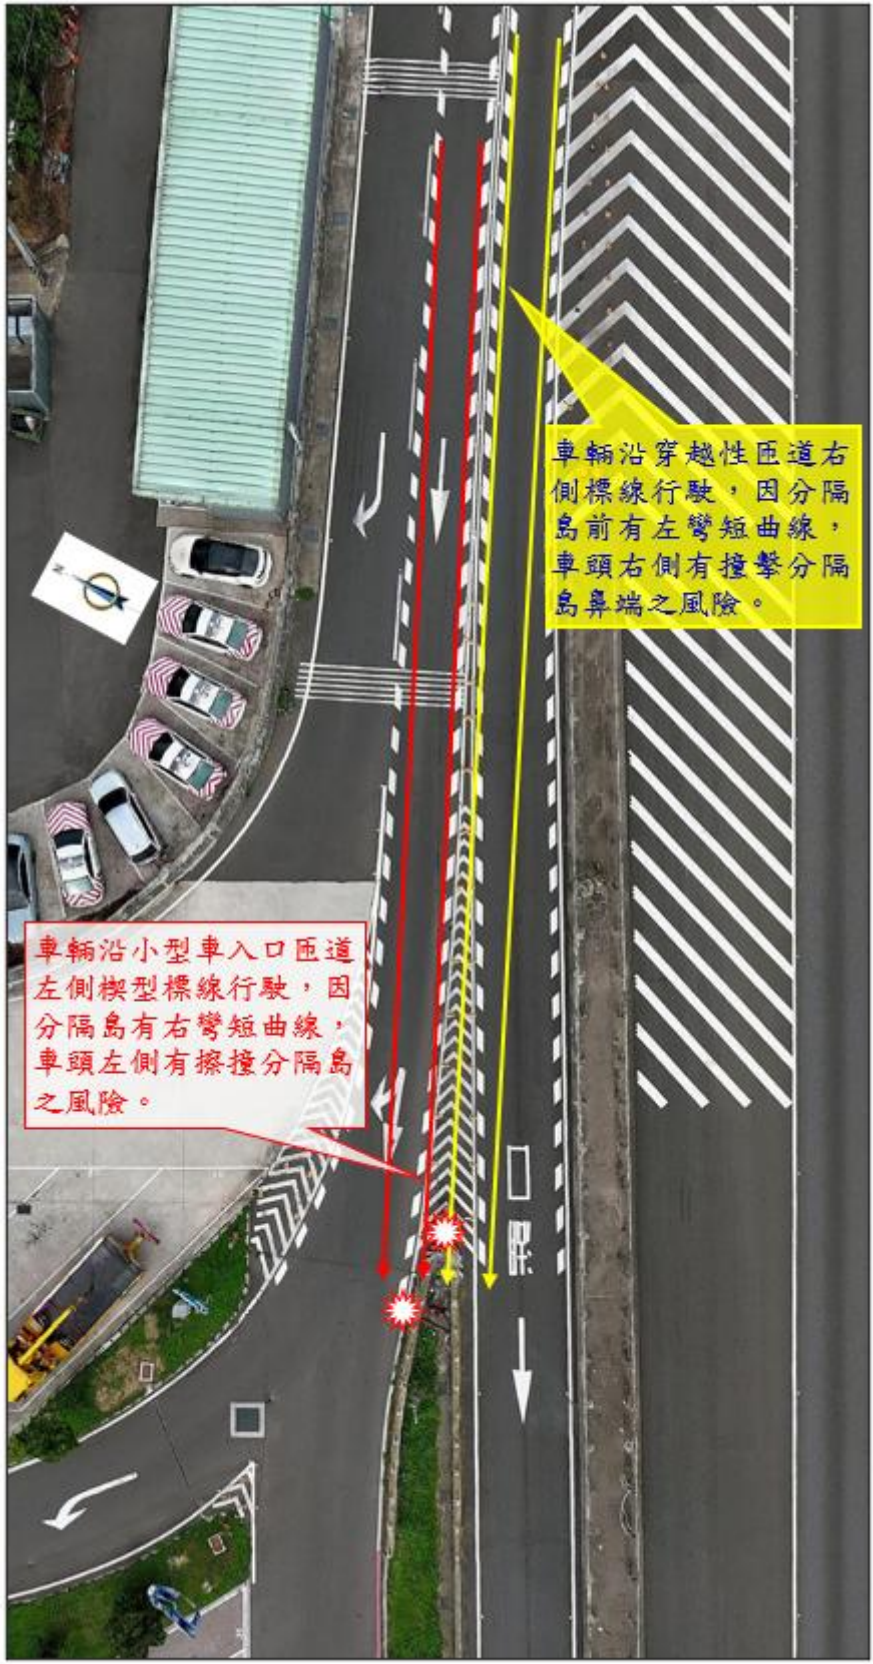 車輛沿穿越性匝道右
側標線行駛，因分隔
島前有左彎短曲線，
車頭右側有撞擊分隔
島鼻端之風險。
車輛沿小型車入口匝道
左側楔型標線行駛，因
分隔島有右彎短曲線，
車頭左側有擦撞分隔島
之風險。
N